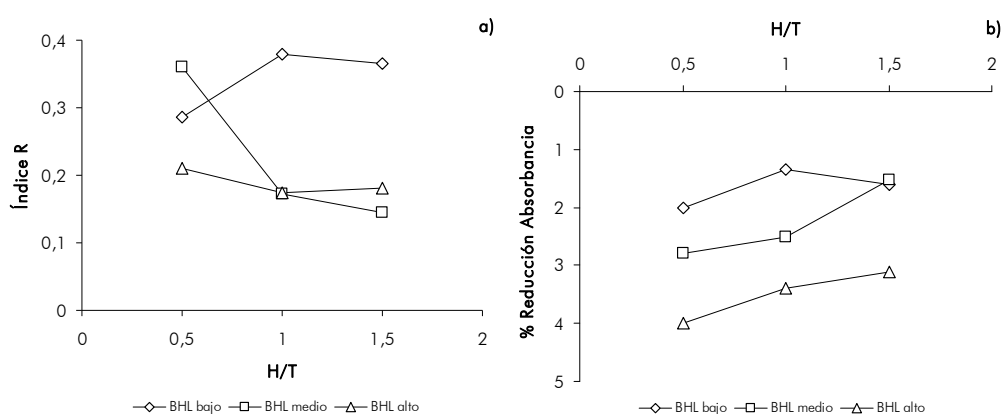 a)
0,4
0,3
0,2
0,1
0
Índice R
0 0,5 1 1,5 2
H/T
BHL bajo BHL medio BHL alto
b)
H/T
0 0,5 1 1,5 2
0
1
2
3
4
5
% Reducción Absorbancia
BHL bajo BHL medio BHL alto